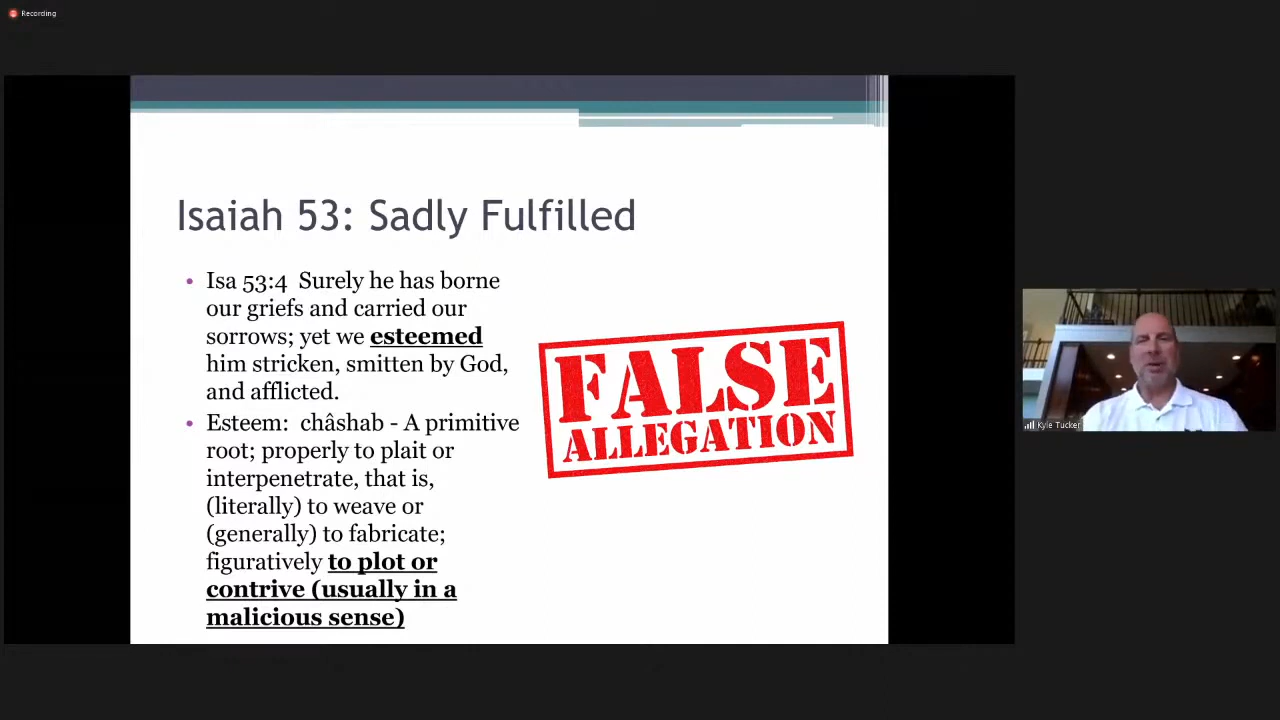 Recording
Isaiah 53: Sadly Fulfilled
• Isa 53:4  Surely he has borne
our griefs and carried our
sorrows; yet we esteemed
him stricken, smitten by God,
and afflicted.
• Esteem:  châshab - A primitive
root; properly to plait or
interpenetrate, that is,
(literally) to weave or
(generally) to fabricate;
figuratively to plot or
contrive (usually in a
malicious sense)
FALSE
ALLEGATION
Kyle Tucker